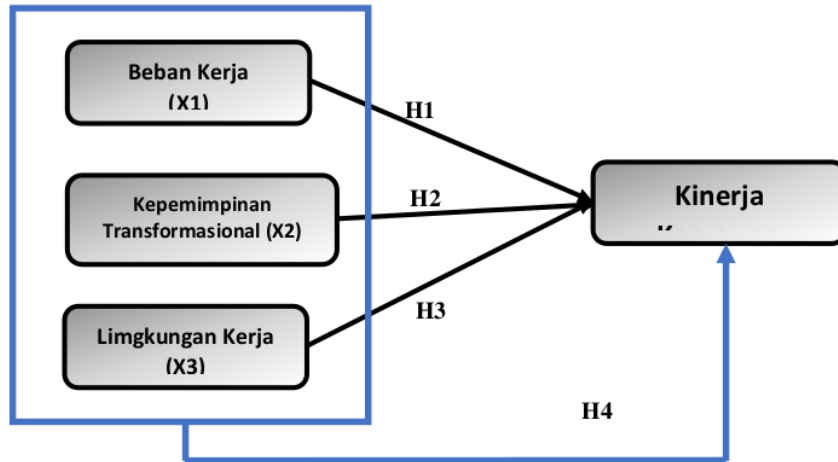 Beban Kerja
(X1)
H1
Kepemimpinan
Transformasional (X2)
H2
Kinerja
Limgkungan Kerja
(X3)
H3
H4